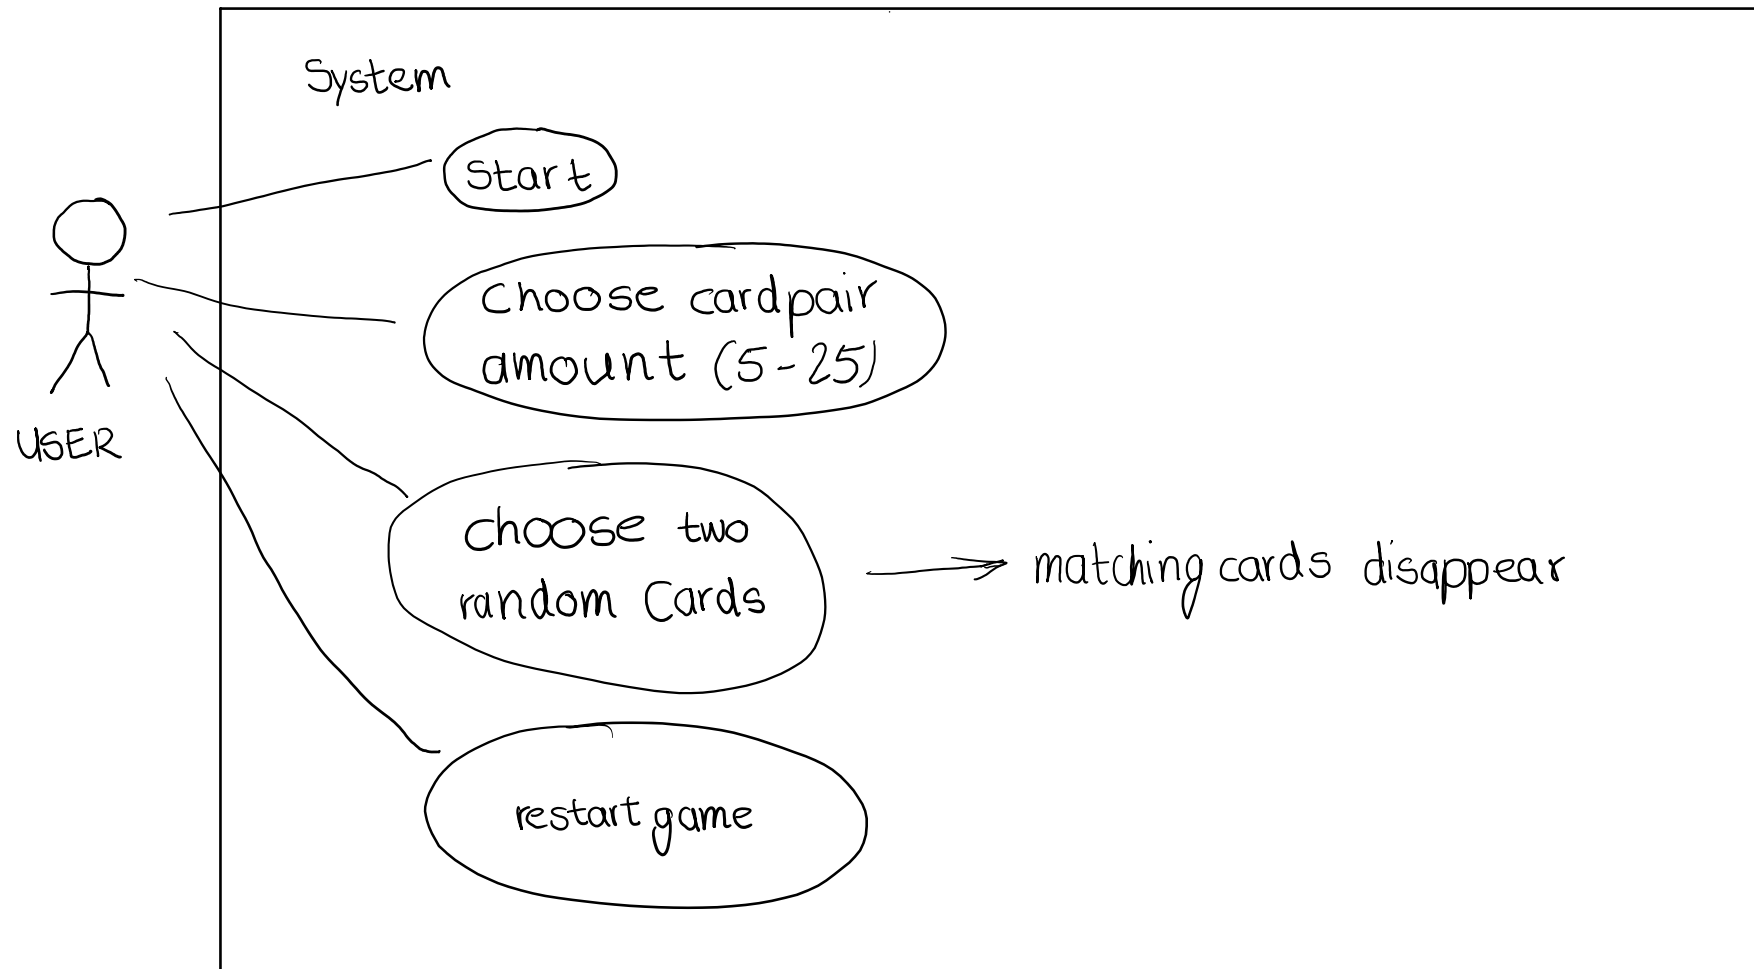 System
Start
USER
Choose cardpair
amount (5-25)
choose two
random Cards
matching cards disappear
restart game